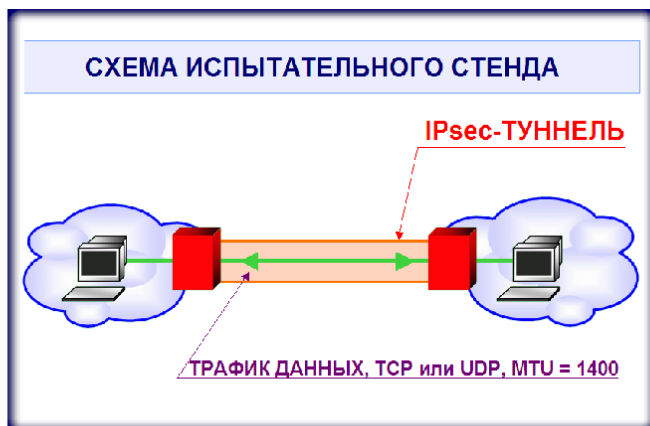 СХЕМА ИСПЫТАТЕЛЬНОГО СТЕНДА
IPsec-ТУННЕЛЬ
ТРАФИК ДАННЫХ, TCP или UDP, MTU = 1400